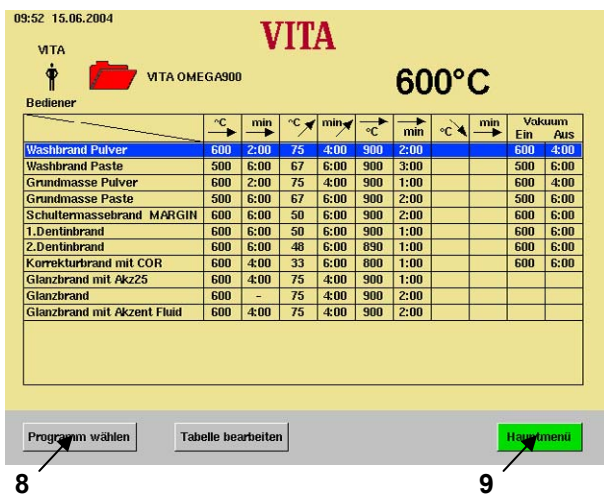 09:52 15.06.2004
VITA
VITA
VITA OMEGA900
600°C
Bediener
°C min °C min °C min °C min Vakuum
Ein Aus
Washbrand Pulver 600 2:00 75 4:00 900 2:00 600 4:00
Washbrand Paste 500 6:00 67 6:00 900 3:00 500 6:00
Grundmasse Pulver 600 2:00 75 4:00 900 1:00 600 4:00
Grundmasse Paste 500 6:00 67 6:00 900 2:00 500 6:00
Schultermassebrand MARGIN 600 6:00 50 6:00 900 2:00 600 6:00
1.Dentinbrand 600 6:00 50 6:00 900 1:00 600 6:00
2.Dentinbrand 600 6:00 48 6:00 890 1:00 600 6:00
Korrekturbrand mit COR 600 4:00 33 6:00 800 1:00 600 6:00
Glanzbrand mit Akz25 600 4:00 75 4:00 900 1:00
Glanzbrand 600 - 75 4:00 900 2:00
Glanzbrand mit Akzent Fluid 600 4:00 75 4:00 900 2:00
Programm wählen Tabelle bearbeiten Hauptmenü
8 9